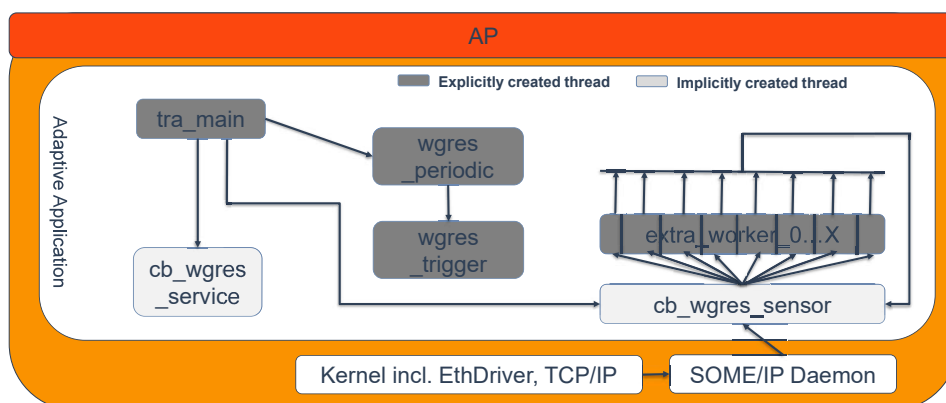 AP
Explicitly created thread
Implicitly created thread
Adaptive Application
tra_main
wgres
_periodic
wgres
_trigger
extra_worker_0...X
cb_wgres
_service
cb_wgres_sensor
Kernel incl. EthDriver, TCP/IP
SOME/IP Daemon